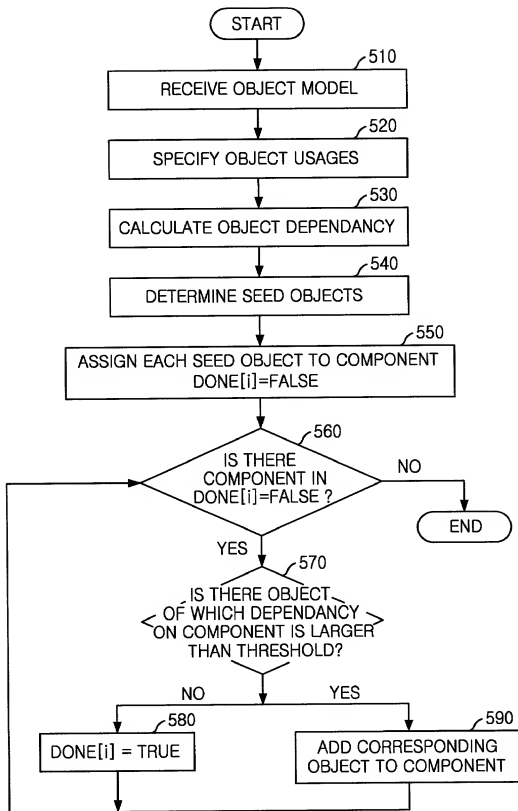 START
510
RECEIVE OBJECT MODEL
520
SPECIFY OBJECT USAGES
530
CALCULATE OBJECT DEPENDANCY
540
DETERMINE SEED OBJECTS
550
ASSIGN EACH SEED OBJECT TO COMPONENT
DONE[i]=FALSE
560
IS THERE
COMPONENT IN
DONE[i]=FALSE ?
NO
END
YES
570
IS THERE OBJECT
OF WHICH DEPENDANCY
ON COMPONENT IS LARGER
THAN THRESHOLD?
NO
YES
580
DONE[i] = TRUE
590
ADD CORRESPONDING
OBJECT TO COMPONENT